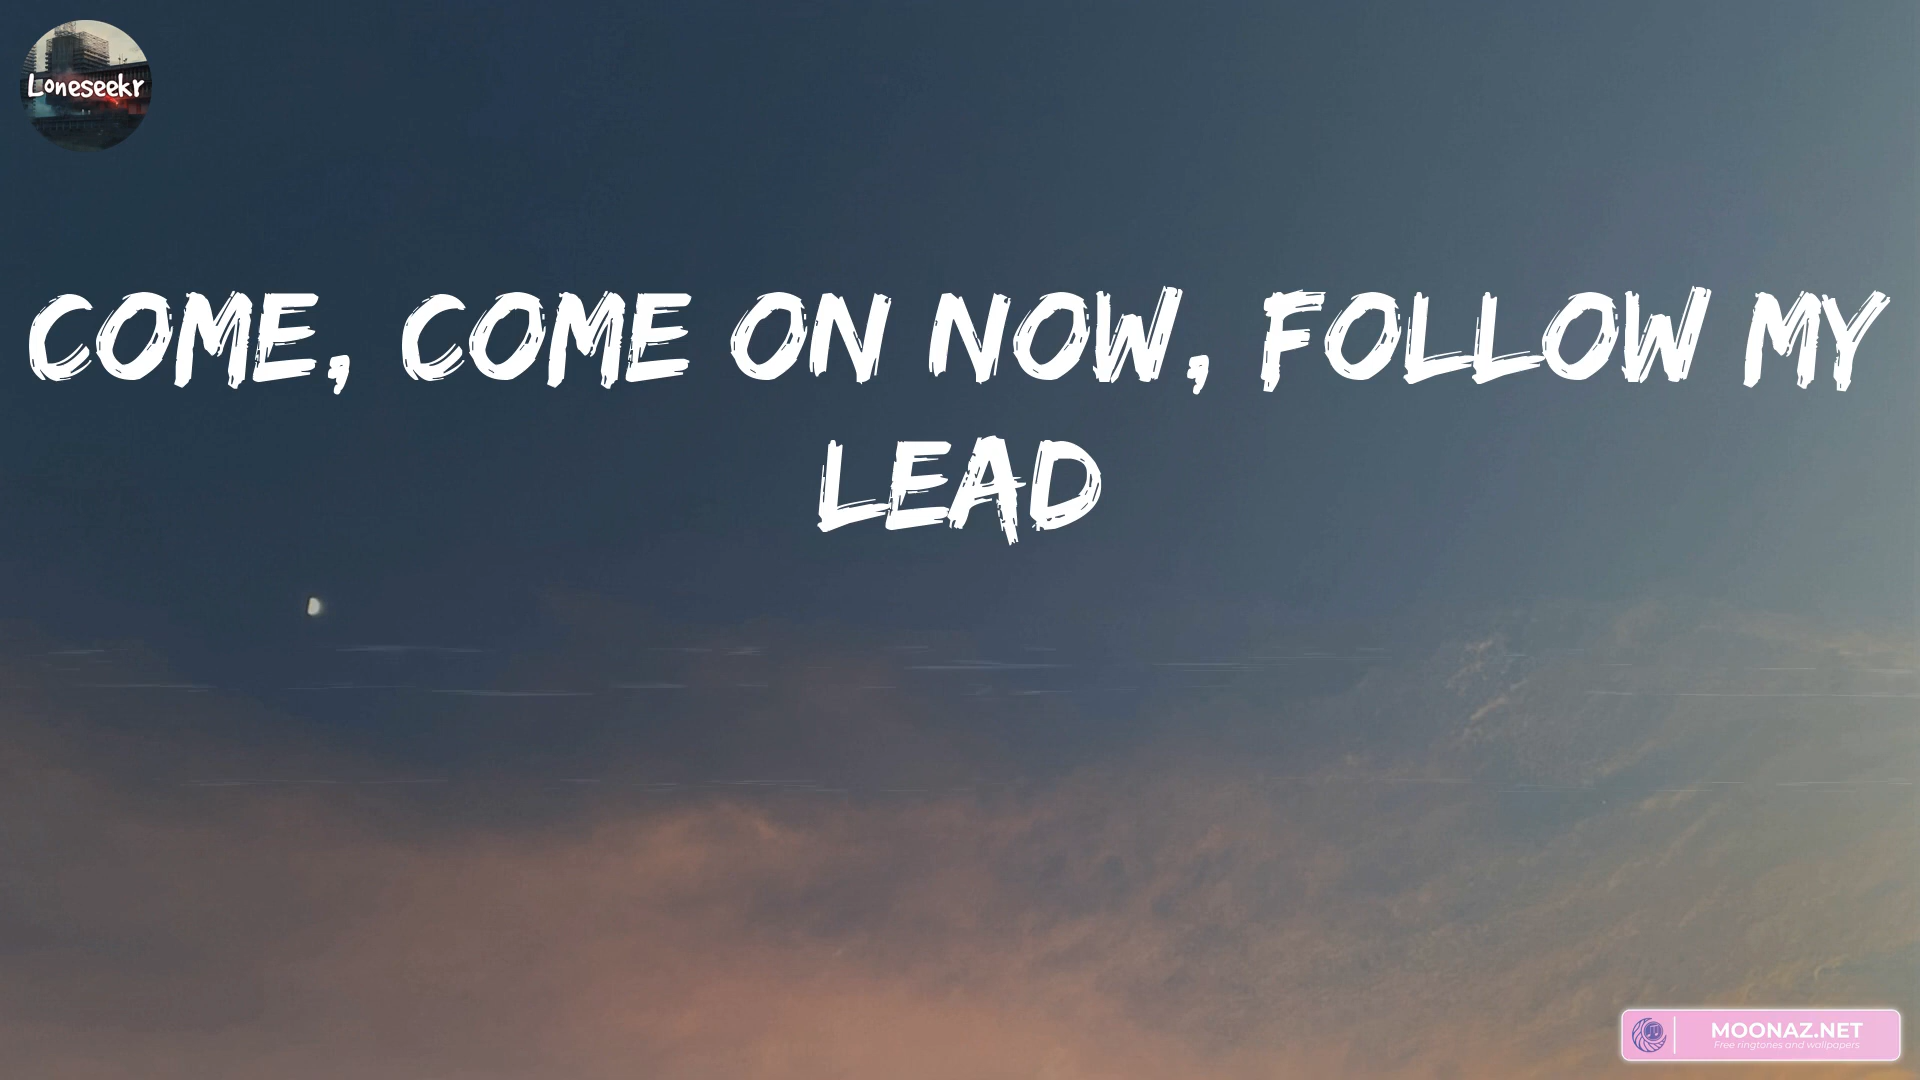 Loneseekr
COME, COME ON NOW, FOLLOW MY
LEAD
MOONAZ.NET
Free ringtones and wallpapers